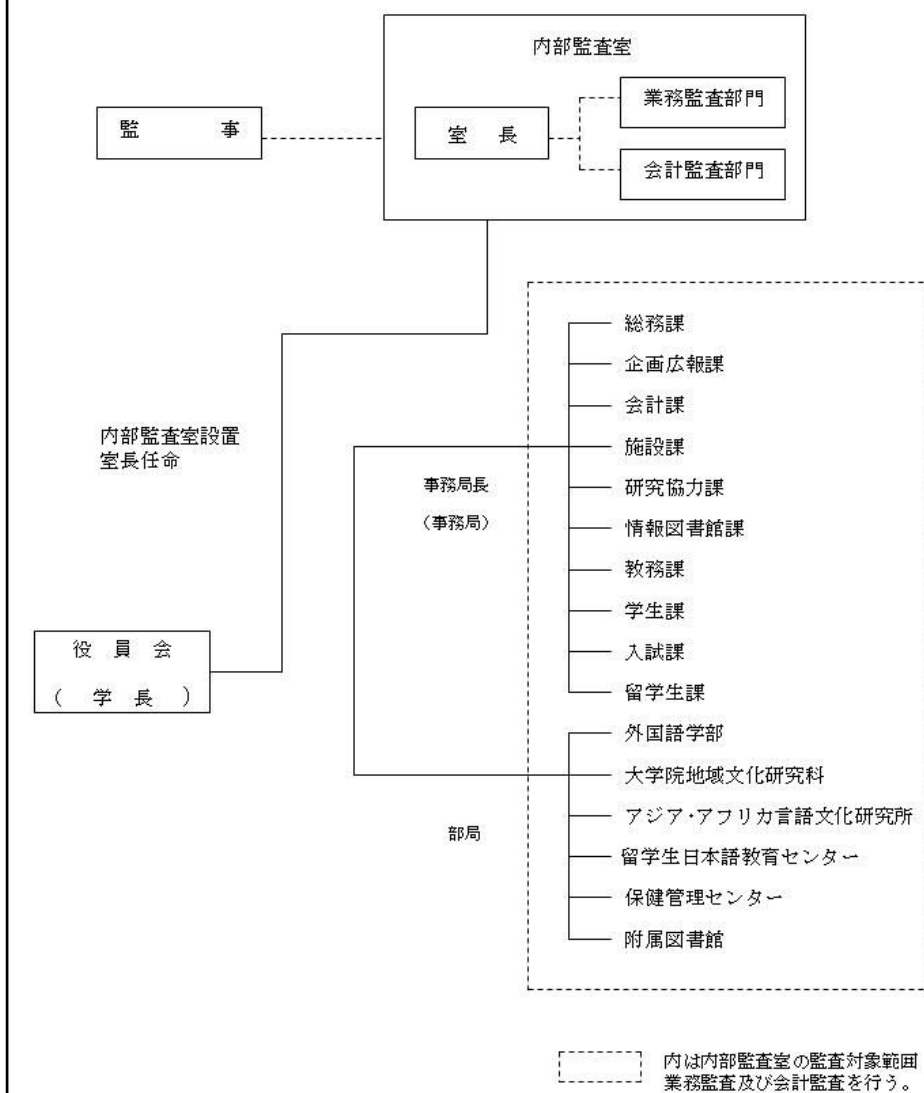 内部監査室
業務監査部門
監　　事
室　長
会計監査部門
総務課
企画広報課
会計課
内部監査室設置
室長任命
施設課
事務局長
（事務局）
研究協力課
情報図書館課
教務課
学生課
役　員　会
（　学　長　）
入試課
留学生課
外国語学部
大学院地域文化研究科
アジア・アフリカ言語文化研究所
部局
留学生日本語教育センター
保健管理センター
附属図書館
内は内部監査室の監査対象範囲
業務監査及び会計監査を行う。